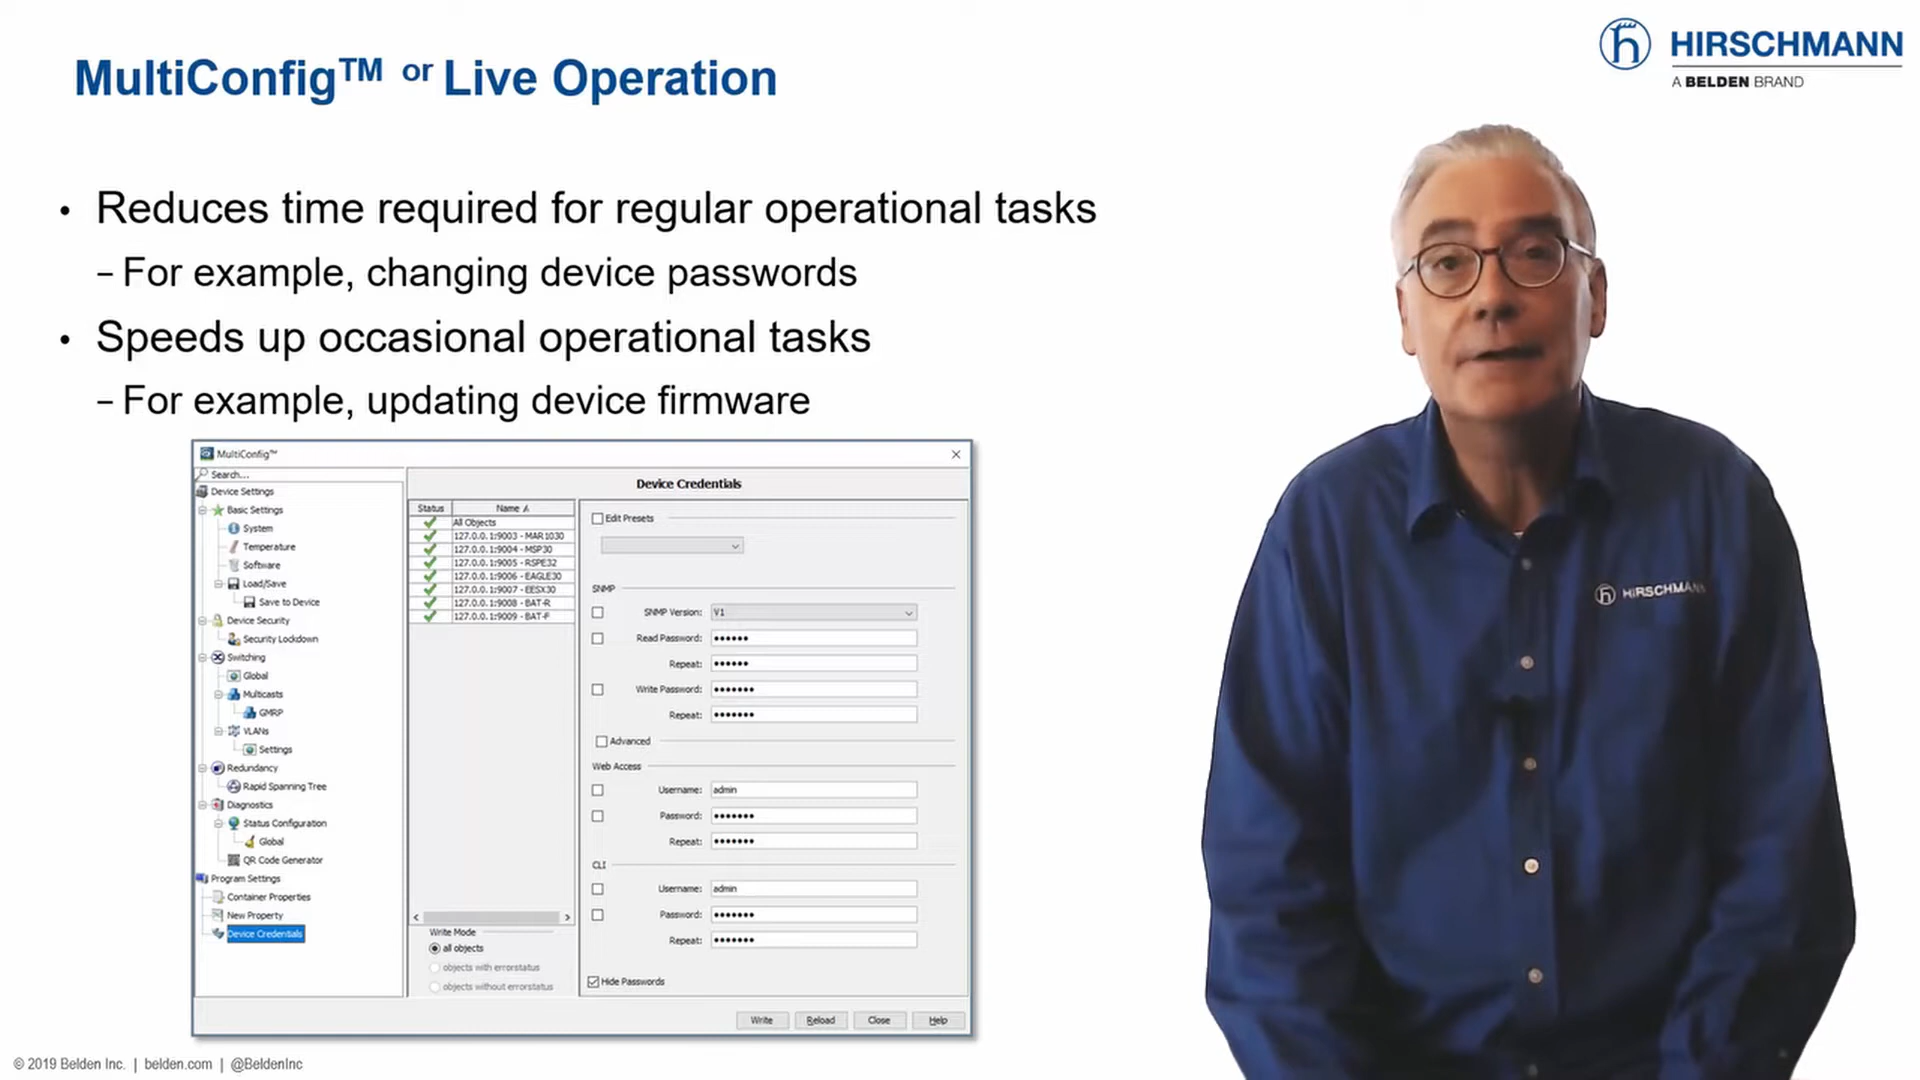 MultiConfig™ or Live Operation
HIRSCHMANN
A BELDEN BRAND
• Reduces time required for regular operational tasks
– For example, changing device passwords
• Speeds up occasional operational tasks
– For example, updating device firmware
MultiConfig™
Search...
Device Settings
Basic Settings
System
Temperature
Software
Load/Save
Save to Device
Device Security
Security Lockdown
Switching
Global
Multicasts
GMRP
VLANs
Settings
Redundancy
Rapid Spanning Tree
Diagnostics
Status Configuration
Global
QR Code Generator
Program Settings
Container Properties
New Property
Device Credentials
Device Credentials
Status Name
All Objects
127.0.0.1:9003 - MAR1030
127.0.0.1:9004 - MSP30
127.0.0.1:9005 - RSPE32
127.0.0.1:9006 - EAGLE30
127.0.0.1:9007 - EESX30
127.0.0.1:9008 - BAT-R
127.0.0.1:9009 - BAT-F
Write Mode
all objects
objects with errorstatus
objects without errorstatus
Edit Presets
SNMP
SNMP Version: V1
Read Password: ••••••
Repeat: ••••••
Write Password: •••••••
Repeat: •••••••
Advanced
Web Access
Username: admin
Password: •••••••
Repeat: •••••••
CLI
Username: admin
Password: •••••••
Repeat: •••••••
Hide Passwords
Write Reload Close Help
HIRSCHMANN
© 2019 Belden Inc. | belden.com | @BeldenInc